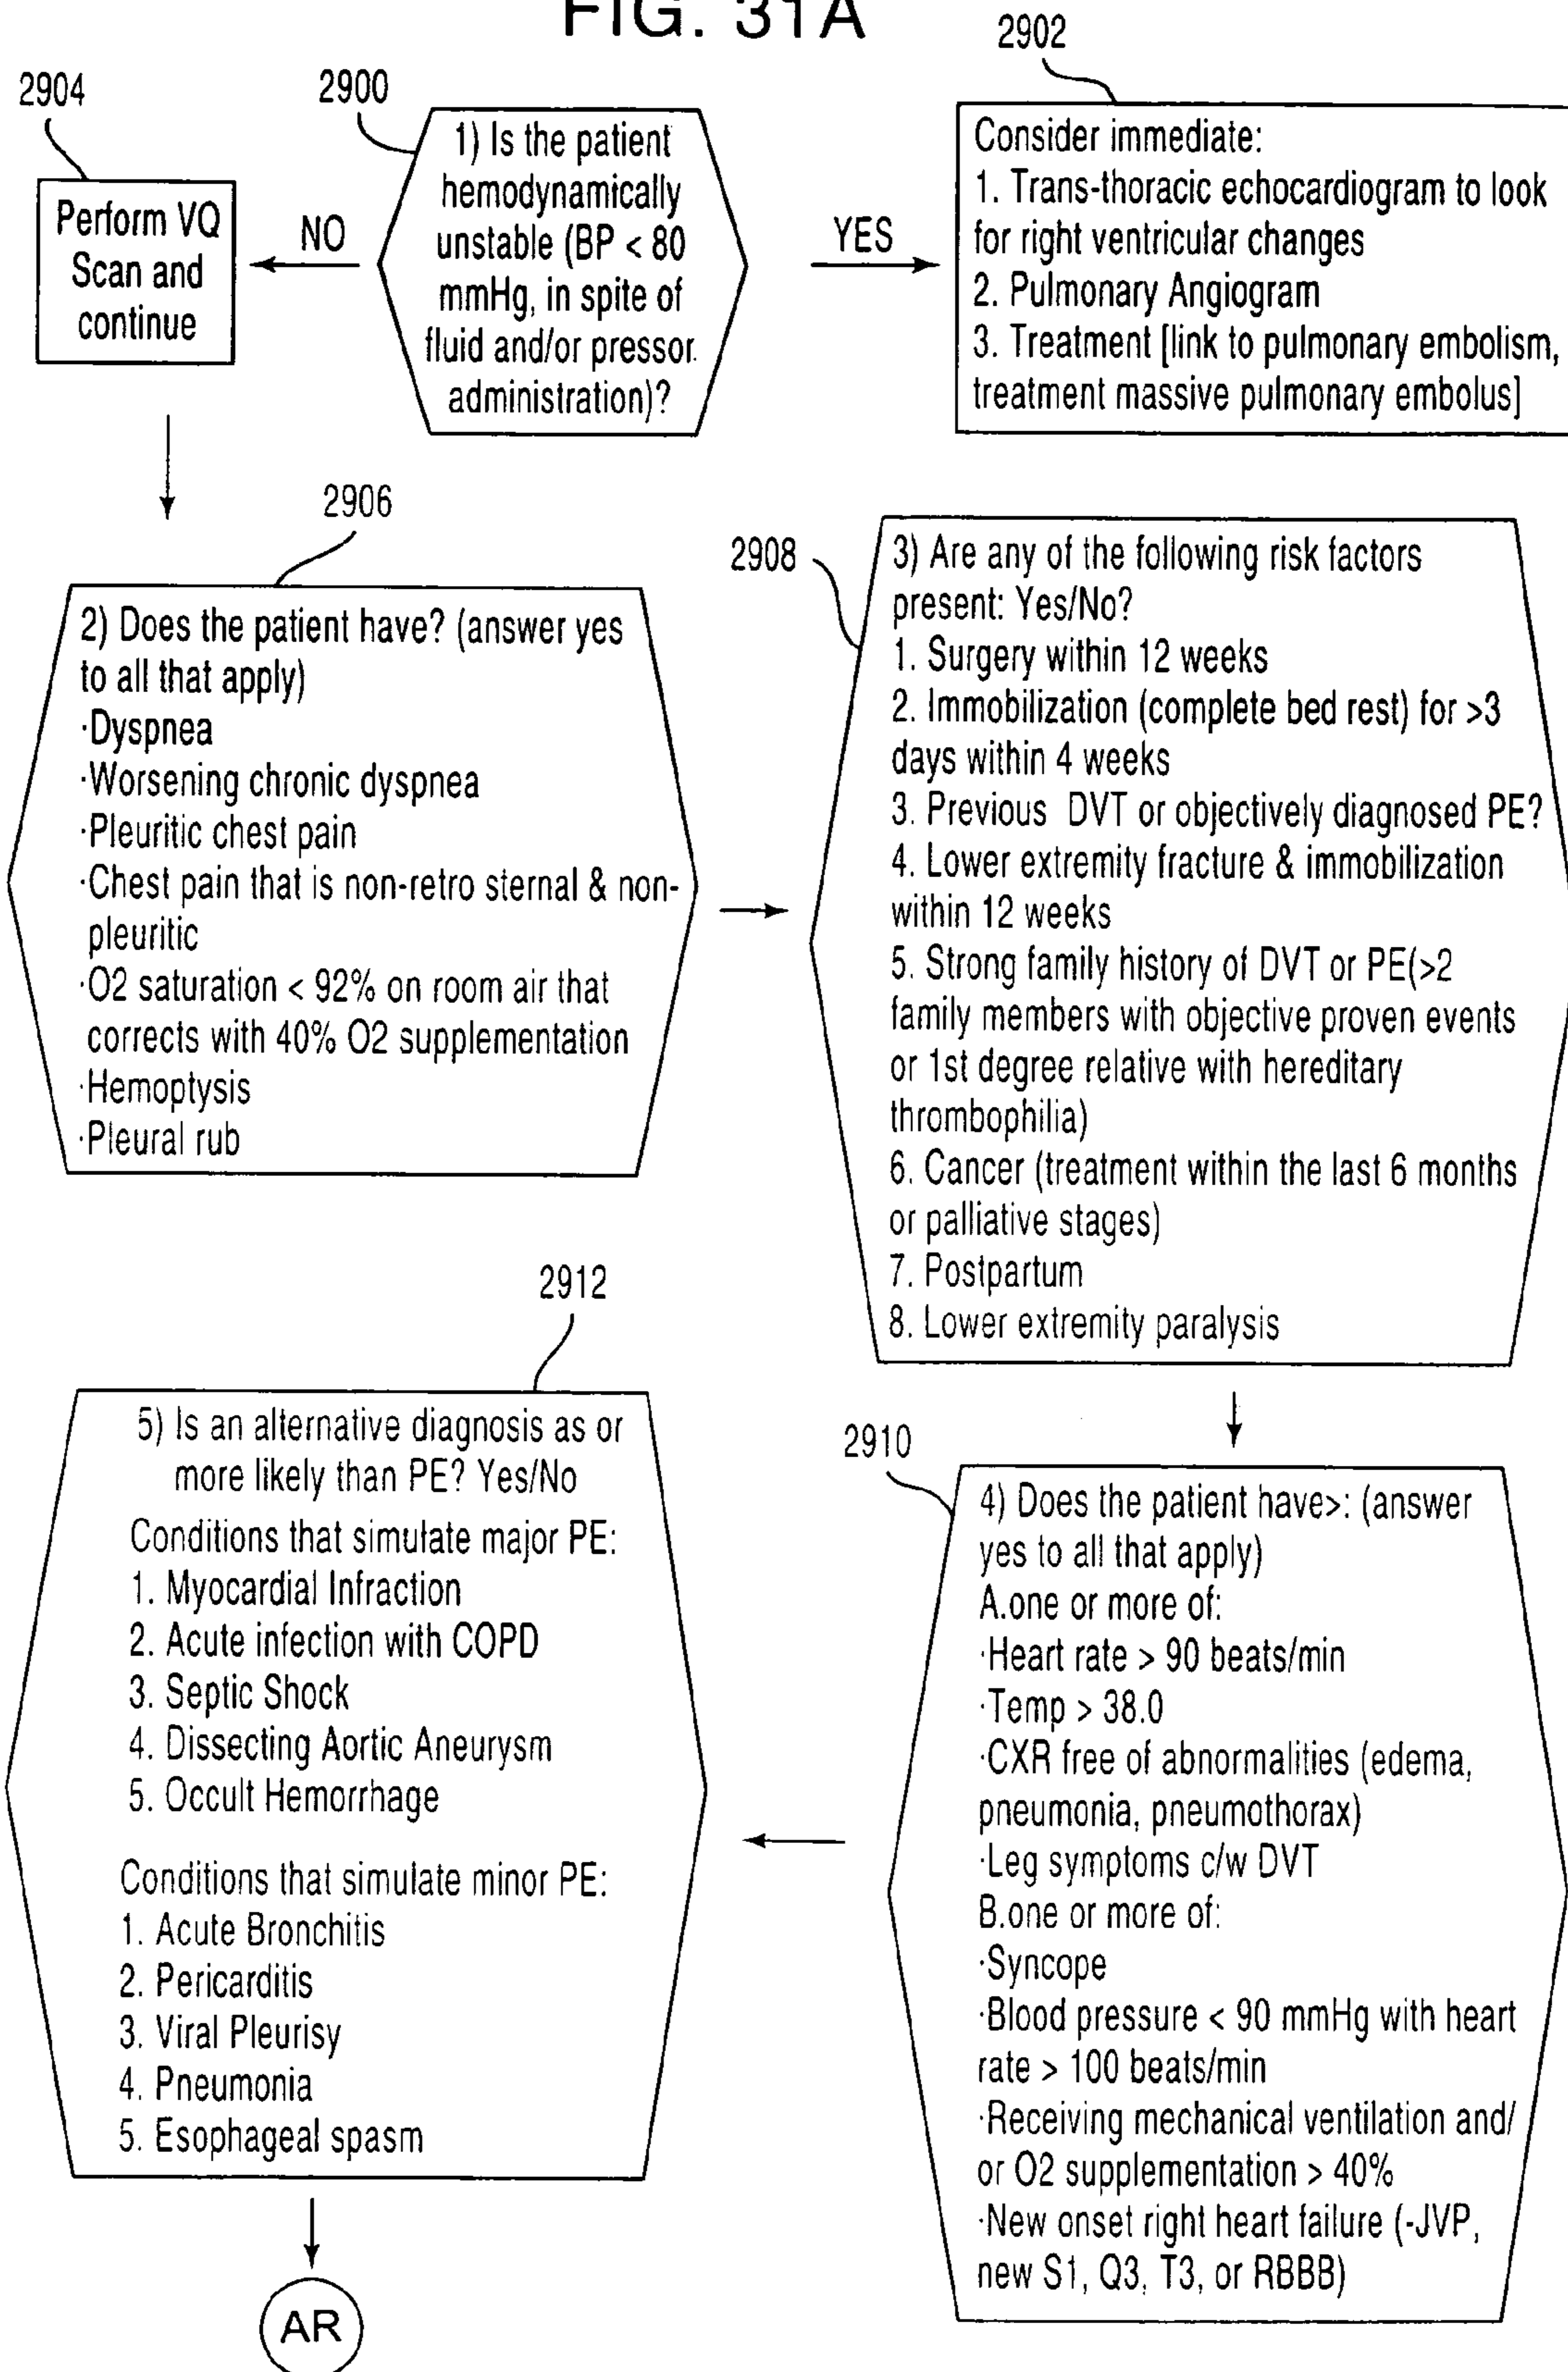 FIG. 31A
2902
2904
2900
Perform VQ
Scan and
continue
NO
1) Is the patient
hemodynamically
unstable (BP < 80
mmHg, in spite of
fluid and/or pressor
administration)?
YES
Consider immediate:
1. Trans-thoracic echocardiogram to look
for right ventricular changes
2. Pulmonary Angiogram
3. Treatment [link to pulmonary embolism,
treatment massive pulmonary embolus]
2906
2) Does the patient have? (answer yes
to all that apply)
·Dyspnea
·Worsening chronic dyspnea
·Pleuritic chest pain
·Chest pain that is non-retro sternal & non-
pleuritic
·O2 saturation < 92% on room air that
corrects with 40% O2 supplementation
·Hemoptysis
·Pleural rub
2908
3) Are any of the following risk factors
present: Yes/No?
1. Surgery within 12 weeks
2. Immobilization (complete bed rest) for >3
days within 4 weeks
3. Previous DVT or objectively diagnosed PE?
4. Lower extremity fracture & immobilization
within 12 weeks
5. Strong family history of DVT or PE(>2
family members with objective proven events
or 1st degree relative with hereditary
thrombophilia)
6. Cancer (treatment within the last 6 months
or palliative stages)
7. Postpartum
8. Lower extremity paralysis
2910
4) Does the patient have>: (answer
yes to all that apply)
A.one or more of:
·Heart rate > 90 beats/min
·Temp > 38.0
·CXR free of abnormalities (edema,
pneumonia, pneumothorax)
·Leg symptoms c/w DVT
B.one or more of:
·Syncope
·Blood pressure < 90 mmHg with heart
rate > 100 beats/min
·Receiving mechanical ventilation and/
or O2 supplementation > 40%
·New onset right heart failure (-JVP,
new S1, Q3, T3, or RBBB)
2912
5) Is an alternative diagnosis as or
more likely than PE? Yes/No
Conditions that simulate major PE:
1. Myocardial Infraction
2. Acute infection with COPD
3. Septic Shock
4. Dissecting Aortic Aneurysm
5. Occult Hemorrhage
Conditions that simulate minor PE:
1. Acute Bronchitis
2. Pericarditis
3. Viral Pleurisy
4. Pneumonia
5. Esophageal spasm
AR